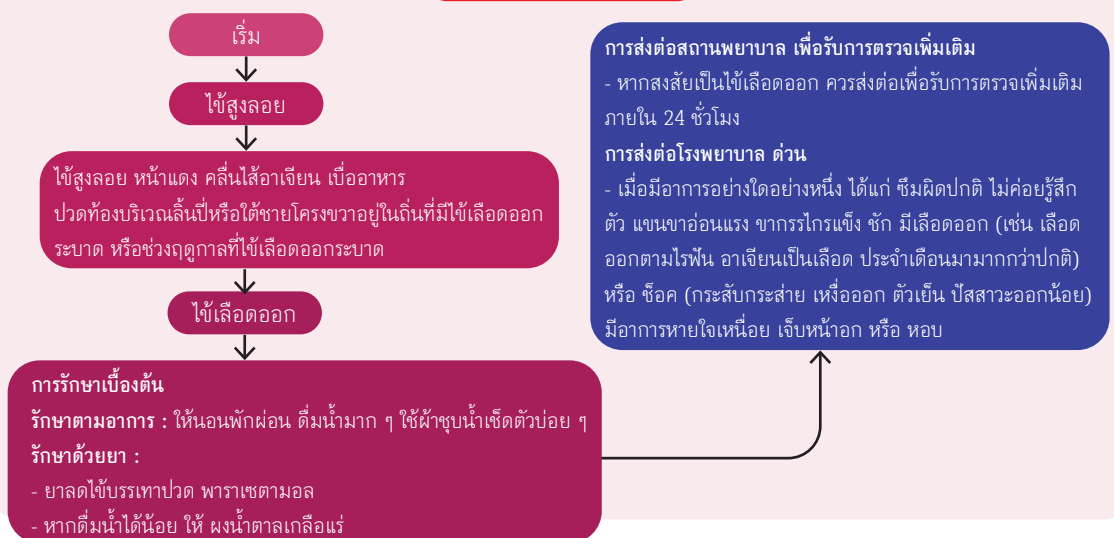 เริ่ม
ไข้สูงลอย
ไข้สูงลอย หน้าแดง คลื่นไส้อาเจียน เบื่ออาหาร
ปวดท้องบริเวณลิ้นปี่หรือใต้ชายโครงขวาอยู่ในถิ่นที่มีไข้เลือดออก
ระบาด หรือช่วงฤดูกาลที่ไข้เลือดออกระบาด
ไข้เลือดออก
การรักษาเบื้องต้น
รักษาตามอาการ : ให้นอนพักผ่อน ดื่มน้ำมาก ๆ ใช้ผ้าชุบน้ำเช็ดตัวบ่อย ๆ
รักษาด้วยยา :
- ยาลดไข้บรรเทาปวด พาราเซตามอล
- หากดื่มน้ำได้น้อย ให้ ผงน้ำตาลเกลือแร่
การส่งต่อสถานพยาบาล เพื่อรับการตรวจเพิ่มเติม
- หากสงสัยเป็นไข้เลือดออก ควรส่งต่อเพื่อรับการตรวจเพิ่มเติม
ภายใน 24 ชั่วโมง
การส่งต่อโรงพยาบาล ด่วน
- เมื่อมีอาการอย่างใดอย่างหนึ่ง ได้แก่ ซึมผิดปกติ ไม่ค่อยรู้สึก
ตัว แขนขาอ่อนแรง ขากรรไกรแข็ง ชัก มีเลือดออก (เช่น เลือด
ออกตามไรฟัน อาเจียนเป็นเลือด ประจำเดือนมามากกว่าปกติ)
หรือ ช็อค (กระสับกระส่าย เหงื่อออก ตัวเย็น ปัสสาวะออกน้อย)
มีอาการหายใจเหนื่อย เจ็บหน้าอก หรือ หอบ